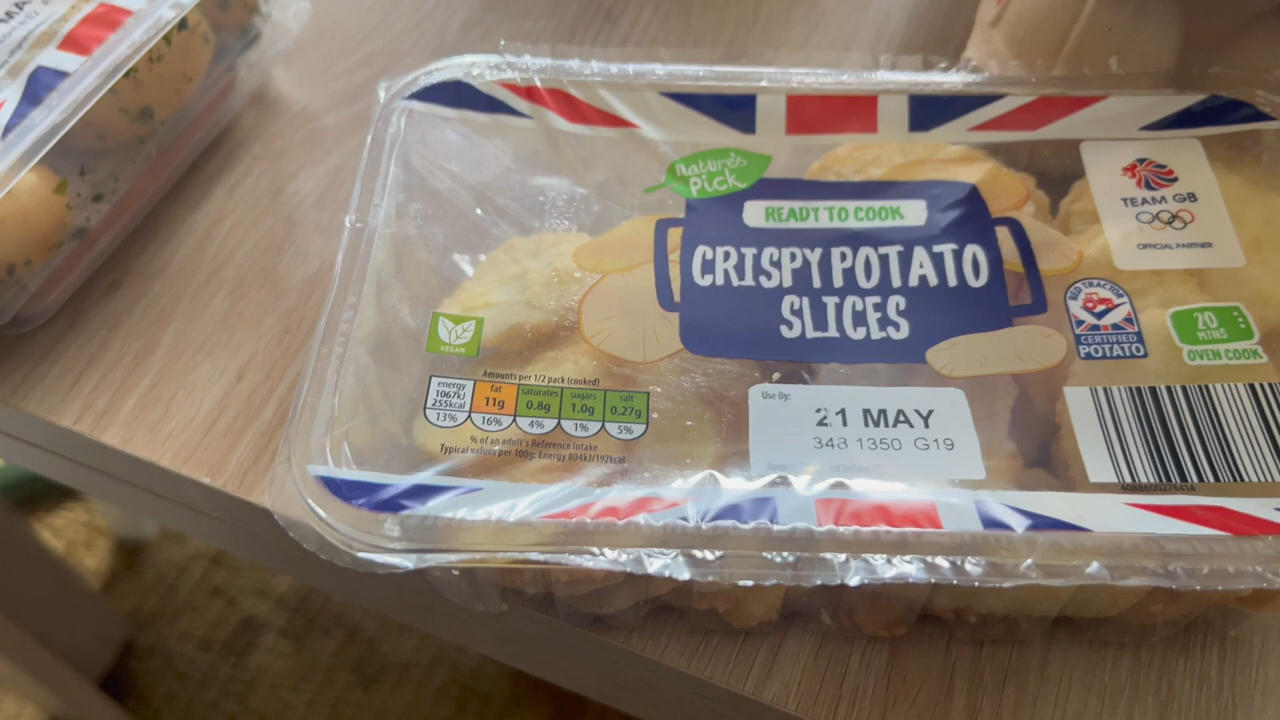 MA
Nature's
Pick
READY TO COOK
CRISPY POTATO
SLICES
TEAM GB
OFFICIAL PARTNER
RED TRACTOR
CERTIFIED
POTATO
20
MINS
OVEN COOK
VEGAN
Amounts per 1/2 pack (cooked)
energy 1067kJ 255kcal 13%
fat 11g 16%
saturates 0.8g 4%
sugars 1.0g 1%
salt 0.27g 5%
% of an adult's Reference Intake
Typical values per 100g: Energy 804kJ/192kcal
Use By:
21 MAY
348 1350 G19